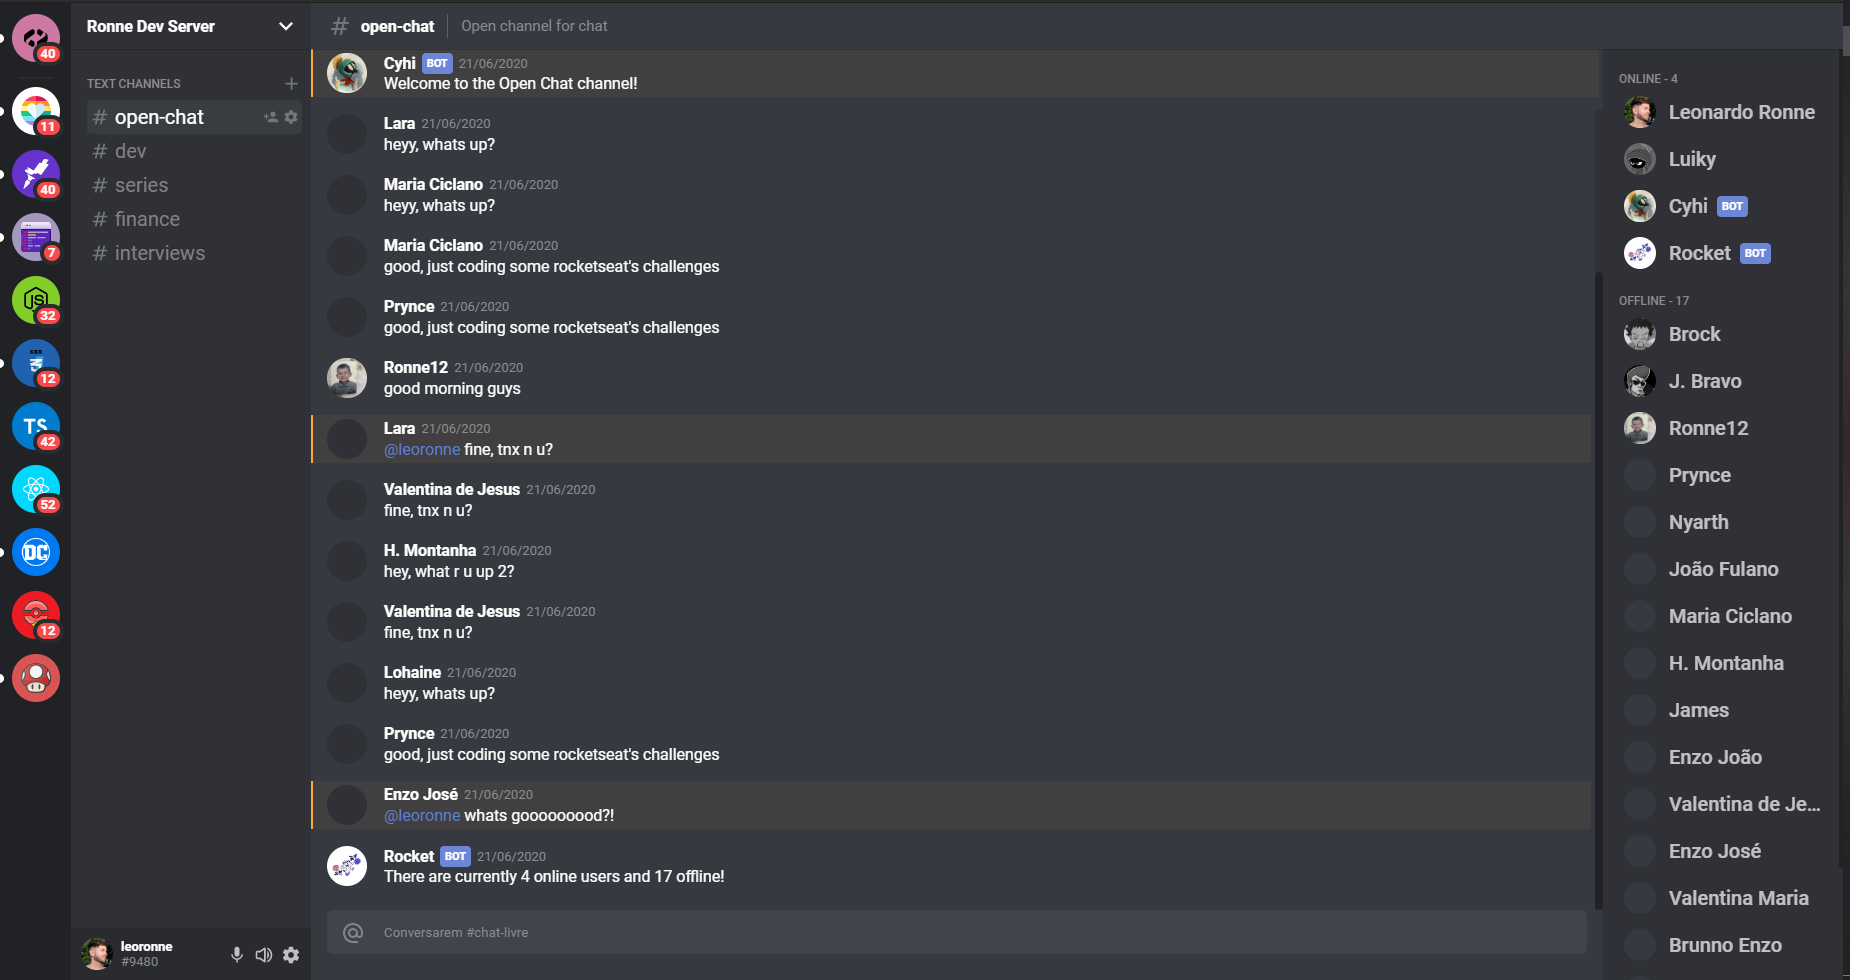 40
11
40
7
JS
32
12
TS
42
52
DC
12
Ronne Dev Server
TEXT CHANNELS
# open-chat
# dev
# series
# finance
# interviews
leoronne
#9480
# open-chat Open channel for chat
Cyhi BOT 21/06/2020
Welcome to the Open Chat channel!
Lara 21/06/2020
heyy, whats up?
Maria Ciclano 21/06/2020
heyy, whats up?
Maria Ciclano 21/06/2020
good, just coding some rocketseat's challenges
Prynce 21/06/2020
good, just coding some rocketseat's challenges
Ronne12 21/06/2020
good morning guys
Lara 21/06/2020
@leoronne fine, tnx n u?
Valentina de Jesus 21/06/2020
fine, tnx n u?
H. Montanha 21/06/2020
hey, what r u up 2?
Valentina de Jesus 21/06/2020
fine, tnx n u?
Lohaine 21/06/2020
heyy, whats up?
Prynce 21/06/2020
good, just coding some rocketseat's challenges
Enzo José 21/06/2020
@leoronne whats gooooooood?!
Rocket BOT 21/06/2020
There are currently 4 online users and 17 offline!
@ Conversarem #chat-livre
ONLINE - 4
Leonardo Ronne
Luiky
Cyhi BOT
Rocket BOT
OFFLINE - 17
Brock
J. Bravo
Ronne12
Prynce
Nyarth
João Fulano
Maria Ciclano
H. Montanha
James
Enzo João
Valentina de Je...
Enzo José
Valentina Maria
Brunno Enzo